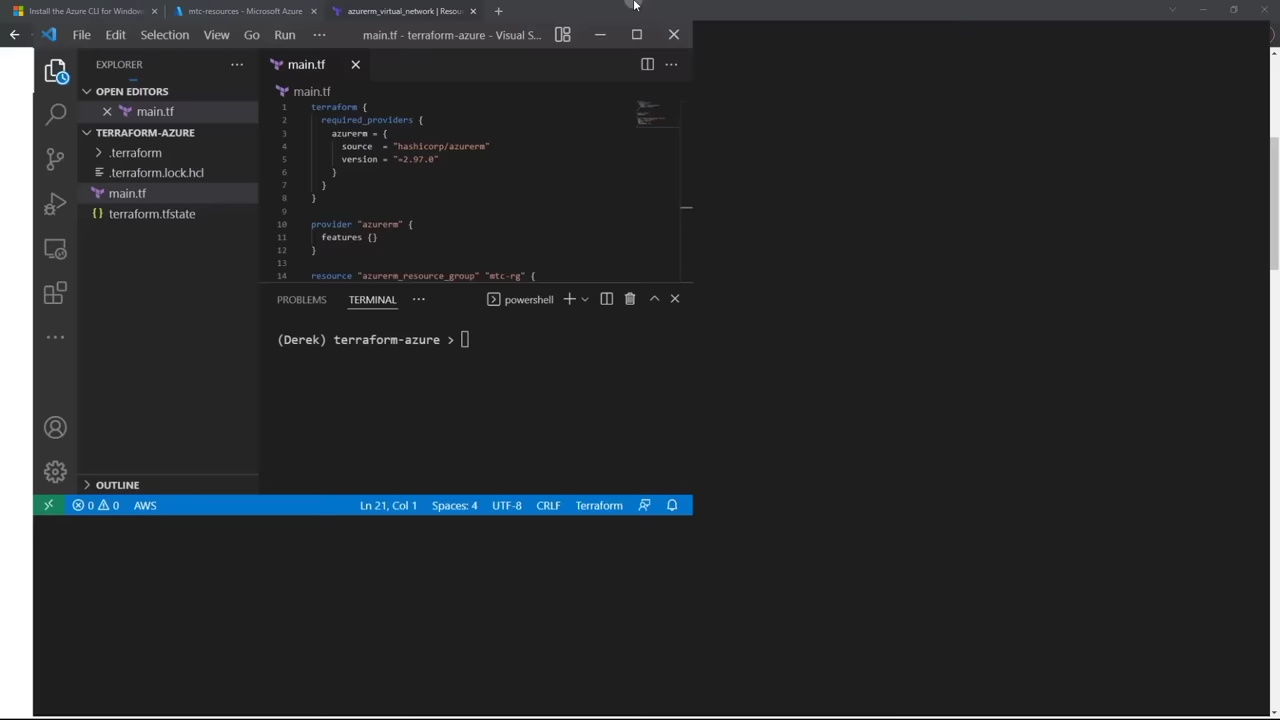 Install the Azure CLI for Window
mtc-resources - Microsoft Azure
azurerm_virtual_network | Resou
File Edit Selection View Go Run ··· main.tf - terraform-azure - Visual S...
EXPLORER
OPEN EDITORS
main.tf
TERRAFORM-AZURE
.terraform
.terraform.lock.hcl
main.tf
{} terraform.tfstate
OUTLINE
main.tf
main.tf
1 terraform {
2 required_providers {
3 azurerm = {
4 source = "hashicorp/azurerm"
5 version = "=2.97.0"
6 }
7 }
8 }
9
10 provider "azurerm" {
11 features {}
12 }
13
14 resource "azurerm_resource_group" "mtc-rg" {
PROBLEMS TERMINAL ··· powershell
(Derek) terraform-azure >
0 0 AWS Ln 21, Col 1 Spaces: 4 UTF-8 CRLF Terraform